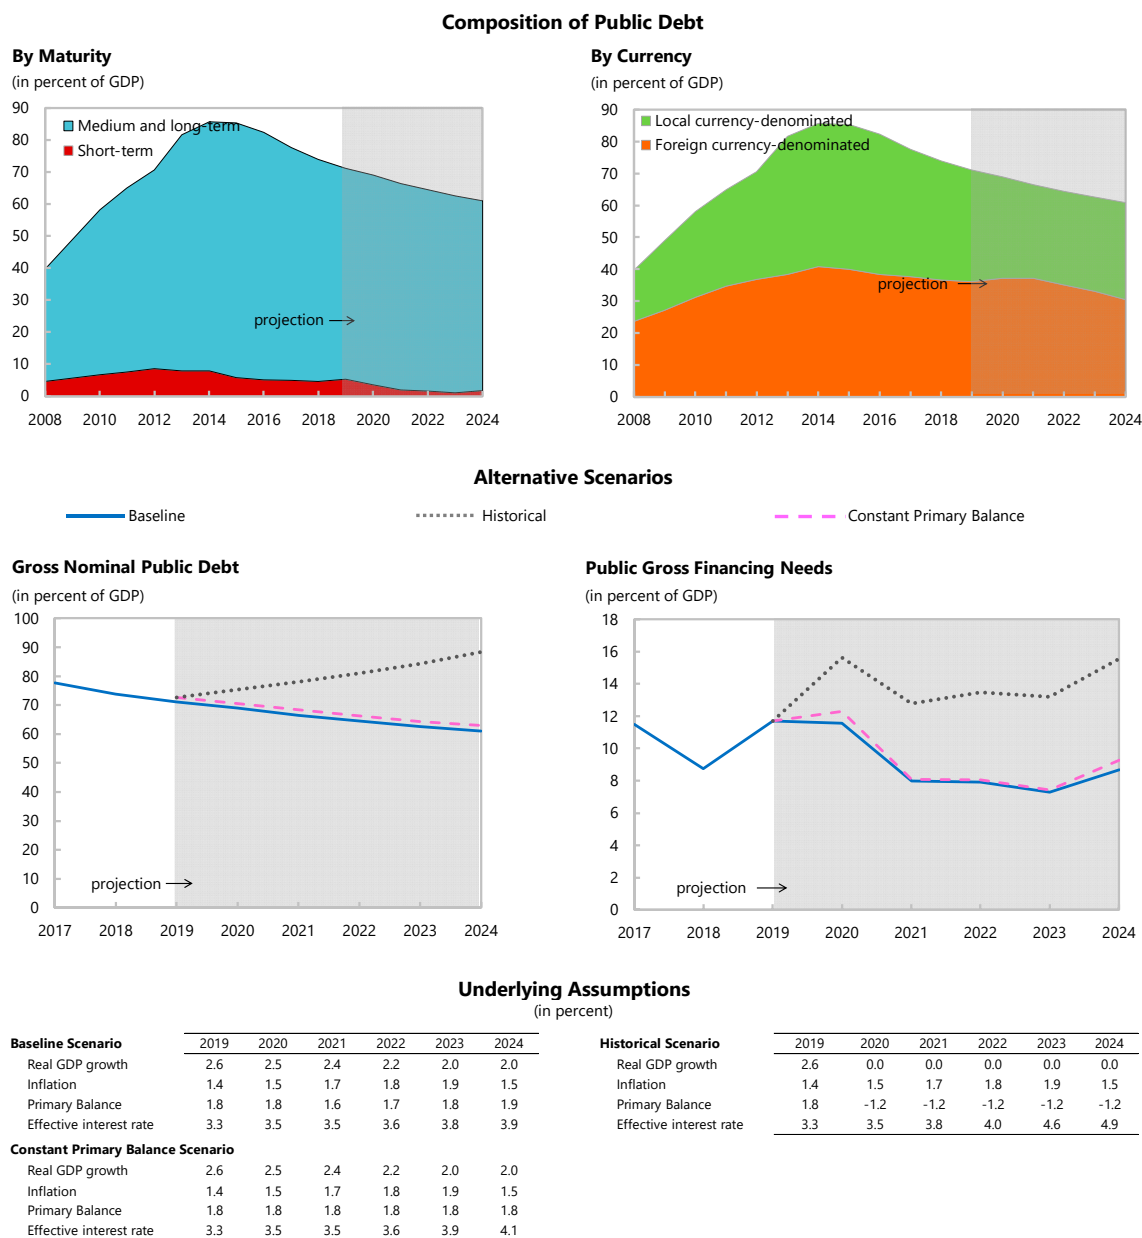 Composition of Public Debt
By Maturity
(in percent of GDP)
90
80
70
60
50
40
30
20
10
0
Medium and long-term
Short-term
projection
2008 2010 2012 2014 2016 2018 2020 2022 2024
By Currency
(in percent of GDP)
90
80
70
60
50
40
30
20
10
0
Local currency-denominated
Foreign currency-denominated
projection
2008 2010 2012 2014 2016 2018 2020 2022 2024
Alternative Scenarios
Baseline Historical Constant Primary Balance
Gross Nominal Public Debt
(in percent of GDP)
100
90
80
70
60
50
40
30
20
10
0
projection
2017 2018 2019 2020 2021 2022 2023 2024
Public Gross Financing Needs
(in percent of GDP)
18
16
14
12
10
8
6
4
2
0
projection
2017 2018 2019 2020 2021 2022 2023 2024
Underlying Assumptions
(in percent)
Baseline Scenario 2019 2020 2021 2022 2023 2024
Real GDP growth 2.6 2.5 2.4 2.2 2.0 2.0
Inflation 1.4 1.5 1.7 1.8 1.9 1.5
Primary Balance 1.8 1.8 1.6 1.7 1.8 1.9
Effective interest rate 3.3 3.5 3.5 3.6 3.8 3.9
Constant Primary Balance Scenario
Real GDP growth 2.6 2.5 2.4 2.2 2.0 2.0
Inflation 1.4 1.5 1.7 1.8 1.9 1.5
Primary Balance 1.8 1.8 1.8 1.8 1.8 1.8
Effective interest rate 3.3 3.5 3.5 3.6 3.9 4.1
Historical Scenario 2019 2020 2021 2022 2023 2024
Real GDP growth 2.6 0.0 0.0 0.0 0.0 0.0
Inflation 1.4 1.5 1.7 1.8 1.9 1.5
Primary Balance 1.8 -1.2 -1.2 -1.2 -1.2 -1.2
Effective interest rate 3.3 3.5 3.8 4.0 4.6 4.9